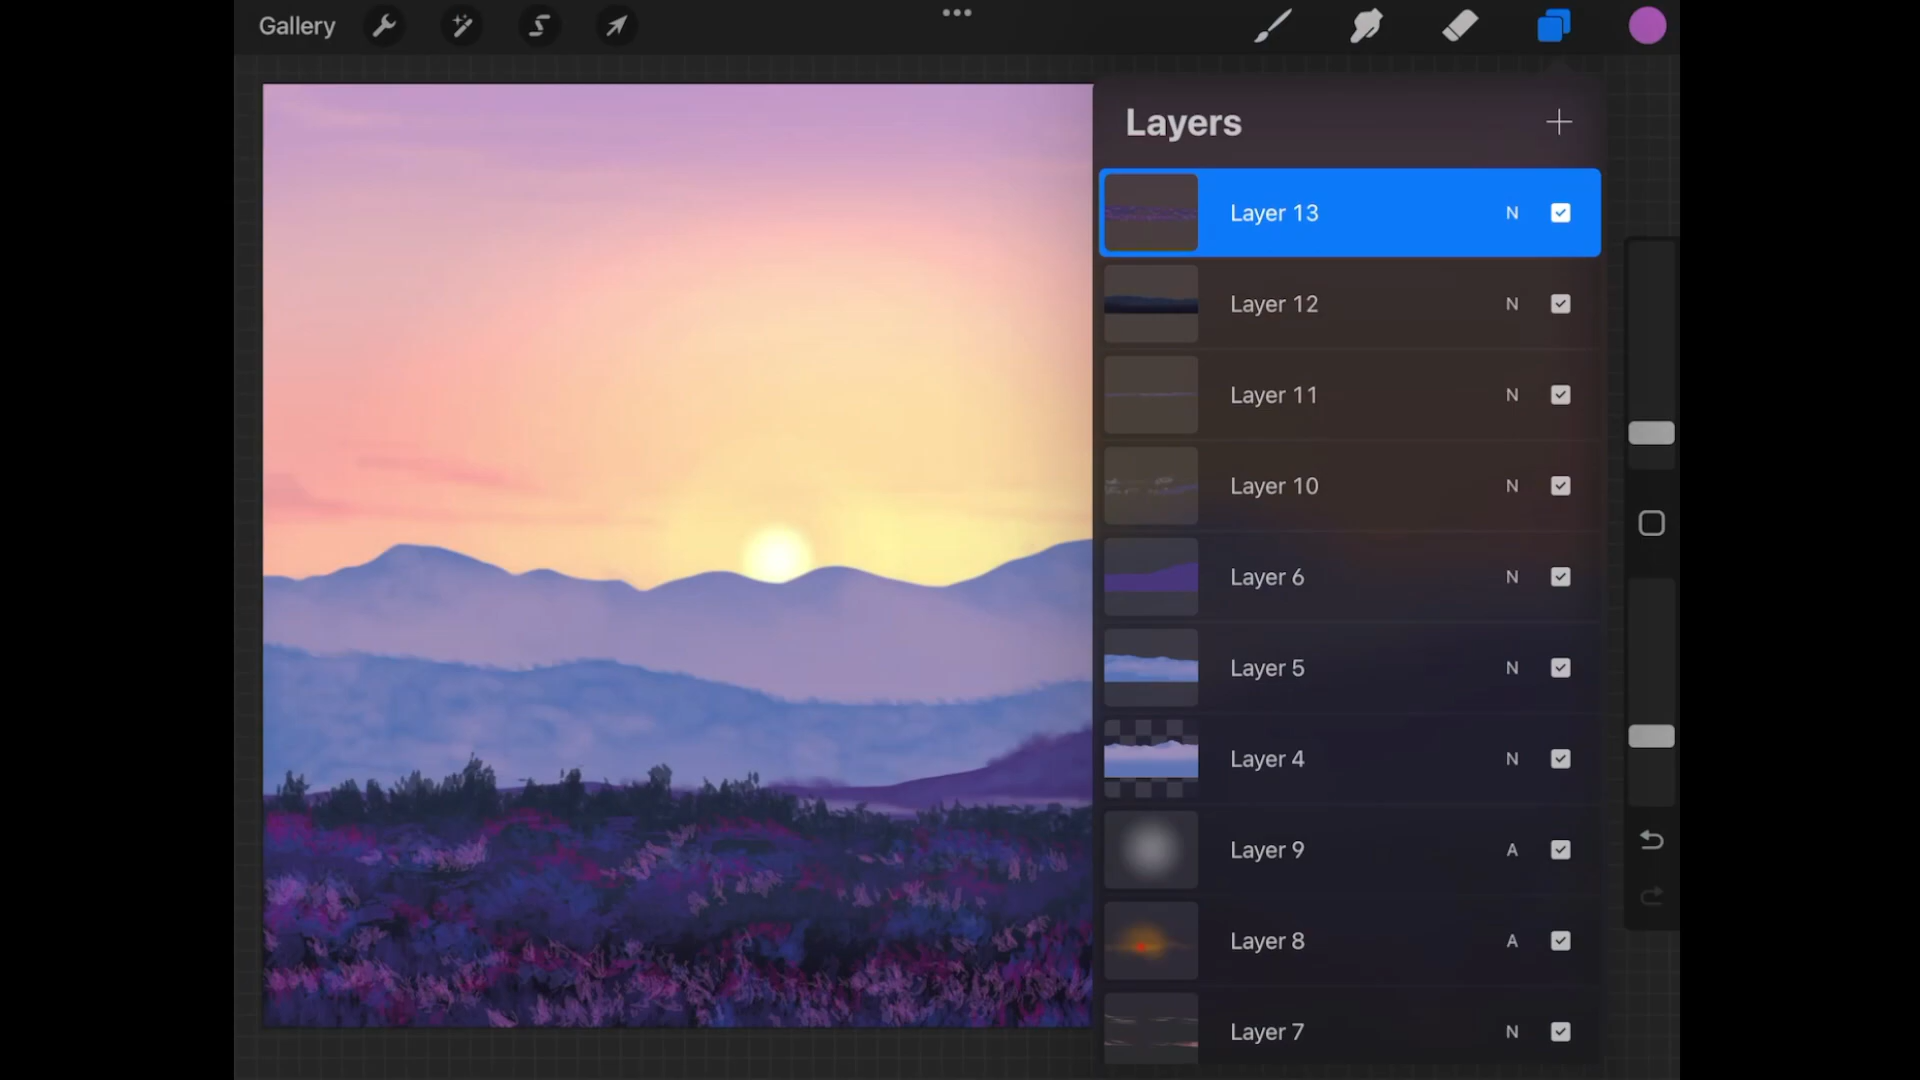 Gallery
Layers
Layer 13 N
Layer 12 N
Layer 11 N
Layer 10 N
Layer 6 N
Layer 5 N
Layer 4 N
Layer 9 A
Layer 8 A
Layer 7 N